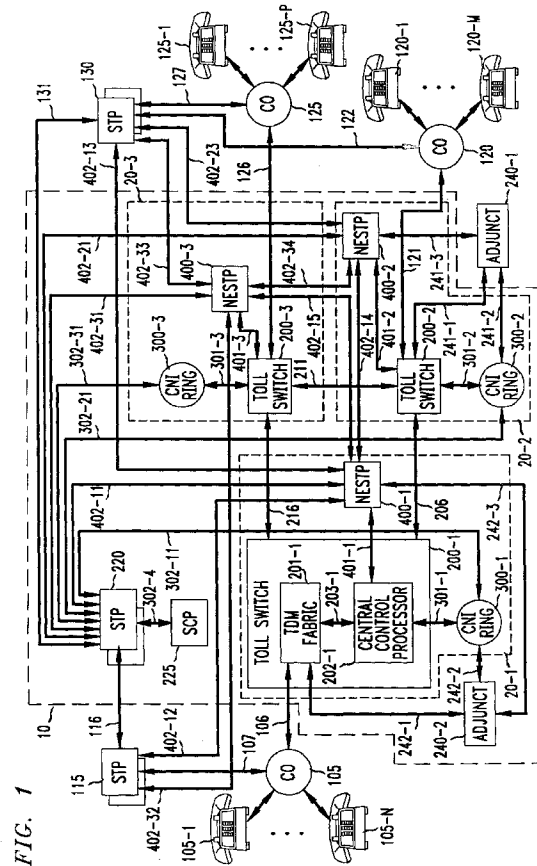 FIG. 1
10
116
STP
115
402-12
107
402-32
105-1
105-N
CO
105
106
STP
220
302-4
SCP
225
302-11
402-11
302-21
302-31
402-31
402-21
131
STP
130
402-13
402-33
20-3
402-23
127
126
122
CO
125
125-1
125-P
CO
120
120-1
120-M
CNI
RING
300-3
301-3
NESTP
400-3
401-3
TOLL
SWITCH
200-3
402-34
402-15
211
216
NESTP
400-2
402-14
401-2
121
241-3
ADJUNCT
240-1
241-1
241-2
TOLL
SWITCH
200-2
301-2
CNI
RING
300-2
20-2
206
NESTP
400-1
242-3
401-1
TOLL SWITCH
200-1
TDM
FABRIC
201-1
203-1
CENTRAL
CONTROL
PROCESSOR
202-1
301-1
CNI
RING
300-1
20-1
242-1
242-2
ADJUNCT
240-2